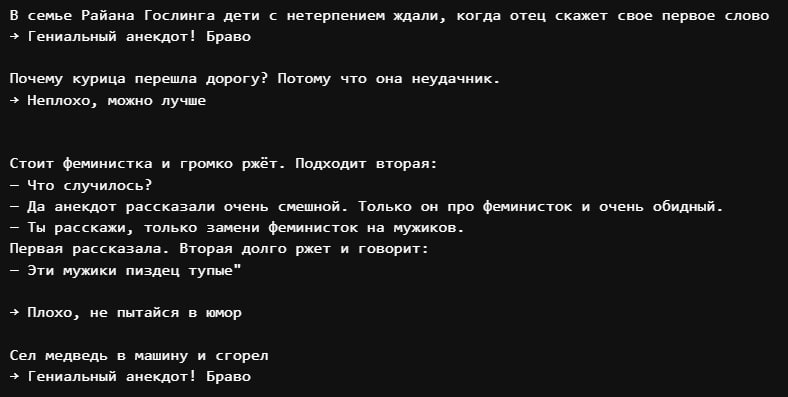 В семье Райана Гослинга дети с нетерпением ждали, когда отец скажет свое первое слово
→ Гениальный анекдот! Браво
Почему курица перешла дорогу? Потому что она неудачник.
→ Неплохо, можно лучше
Стоит феминистка и громко ржёт. Подходит вторая:
— Что случилось?
— Да анекдот рассказали очень смешной. Только он про феминисток и очень обидный.
— Ты расскажи, только замени феминисток на мужиков.
Первая рассказала. Вторая долго ржет и говорит:
— Эти мужики пиздец тупые"
→ Плохо, не пытайся в юмор
Сел медведь в машину и сгорел
→ Гениальный анекдот! Браво